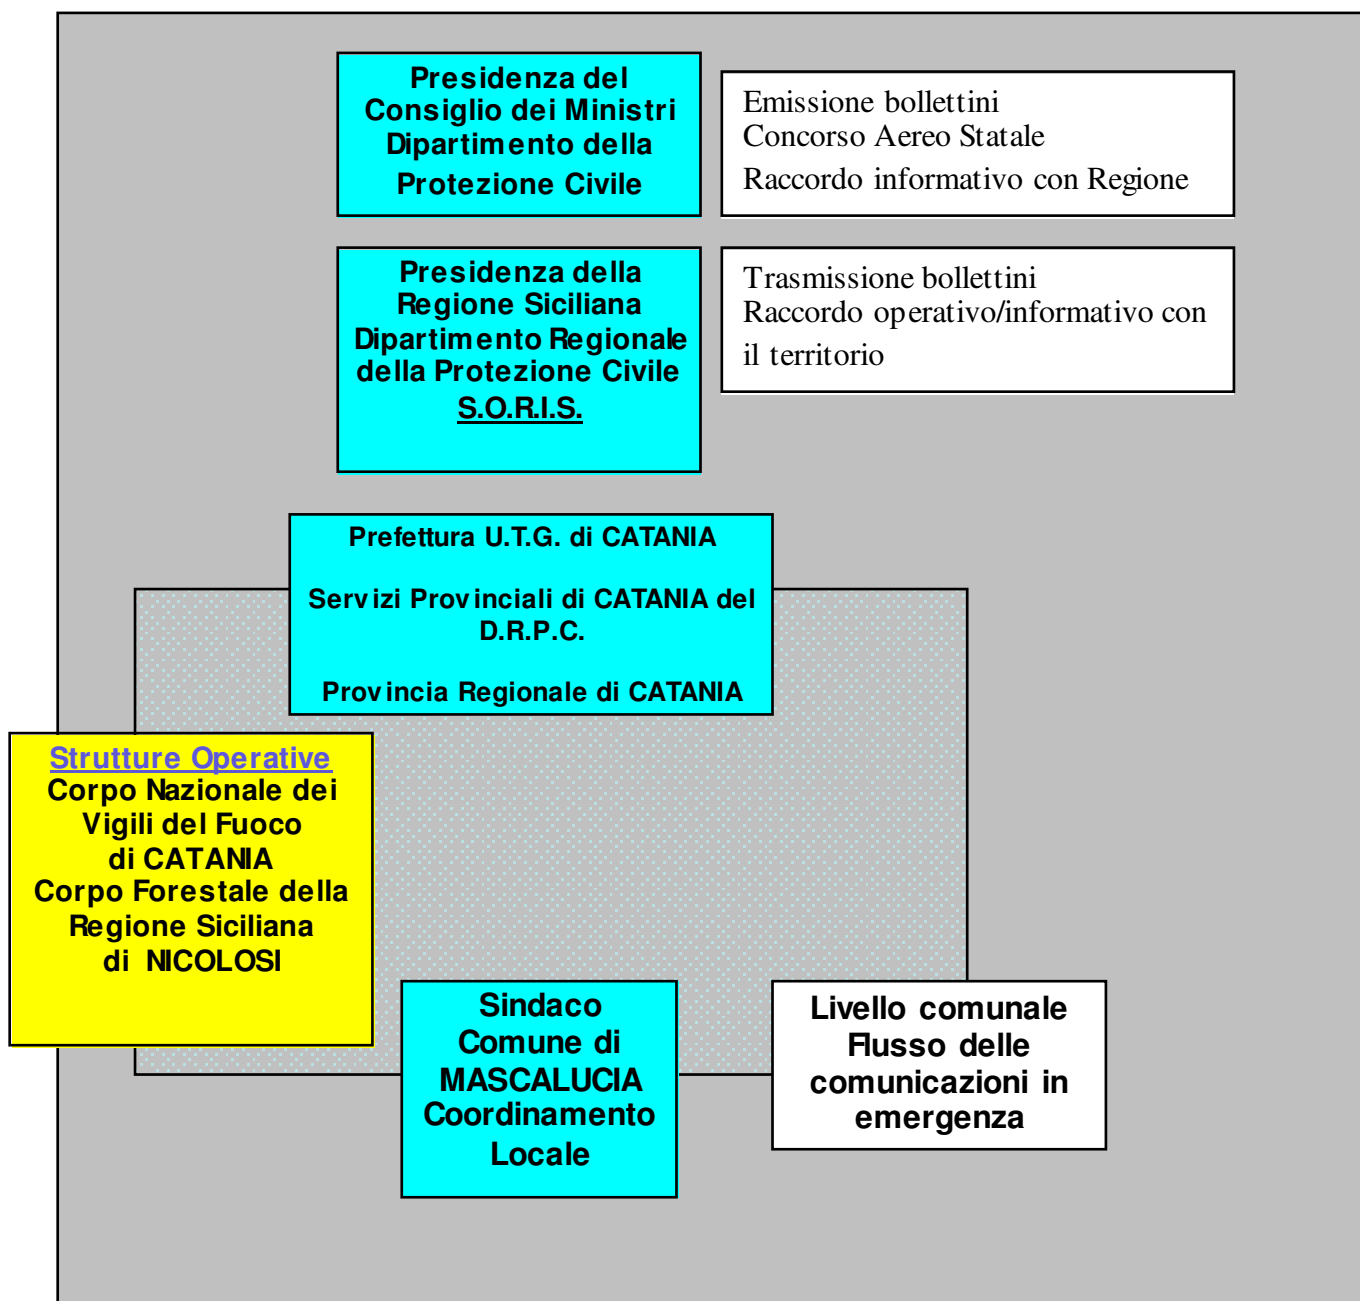 Presidenza del
Consiglio dei Ministri
Dipartimento della
Protezione Civile
Emissione bollettini
Concorso Aereo Statale
Raccordo informativo con Regione
Presidenza della
Regione Siciliana
Dipartimento Regionale
della Protezione Civile
S.O.R.I.S.
Trasmissione bollettini
Raccordo operativo/informativo con
il territorio
Prefettura U.T.G. di CATANIA
Servizi Provinciali di CATANIA del
D.R.P.C.
Provincia Regionale di CATANIA
Strutture Operative
Corpo Nazionale dei
Vigili del Fuoco
di CATANIA
Corpo Forestale della
Regione Siciliana
di NICOLOSI
Sindaco
Comune di
MASCALUCIA
Coordinamento
Locale
Livello comunale
Flusso delle
comunicazioni in
emergenza